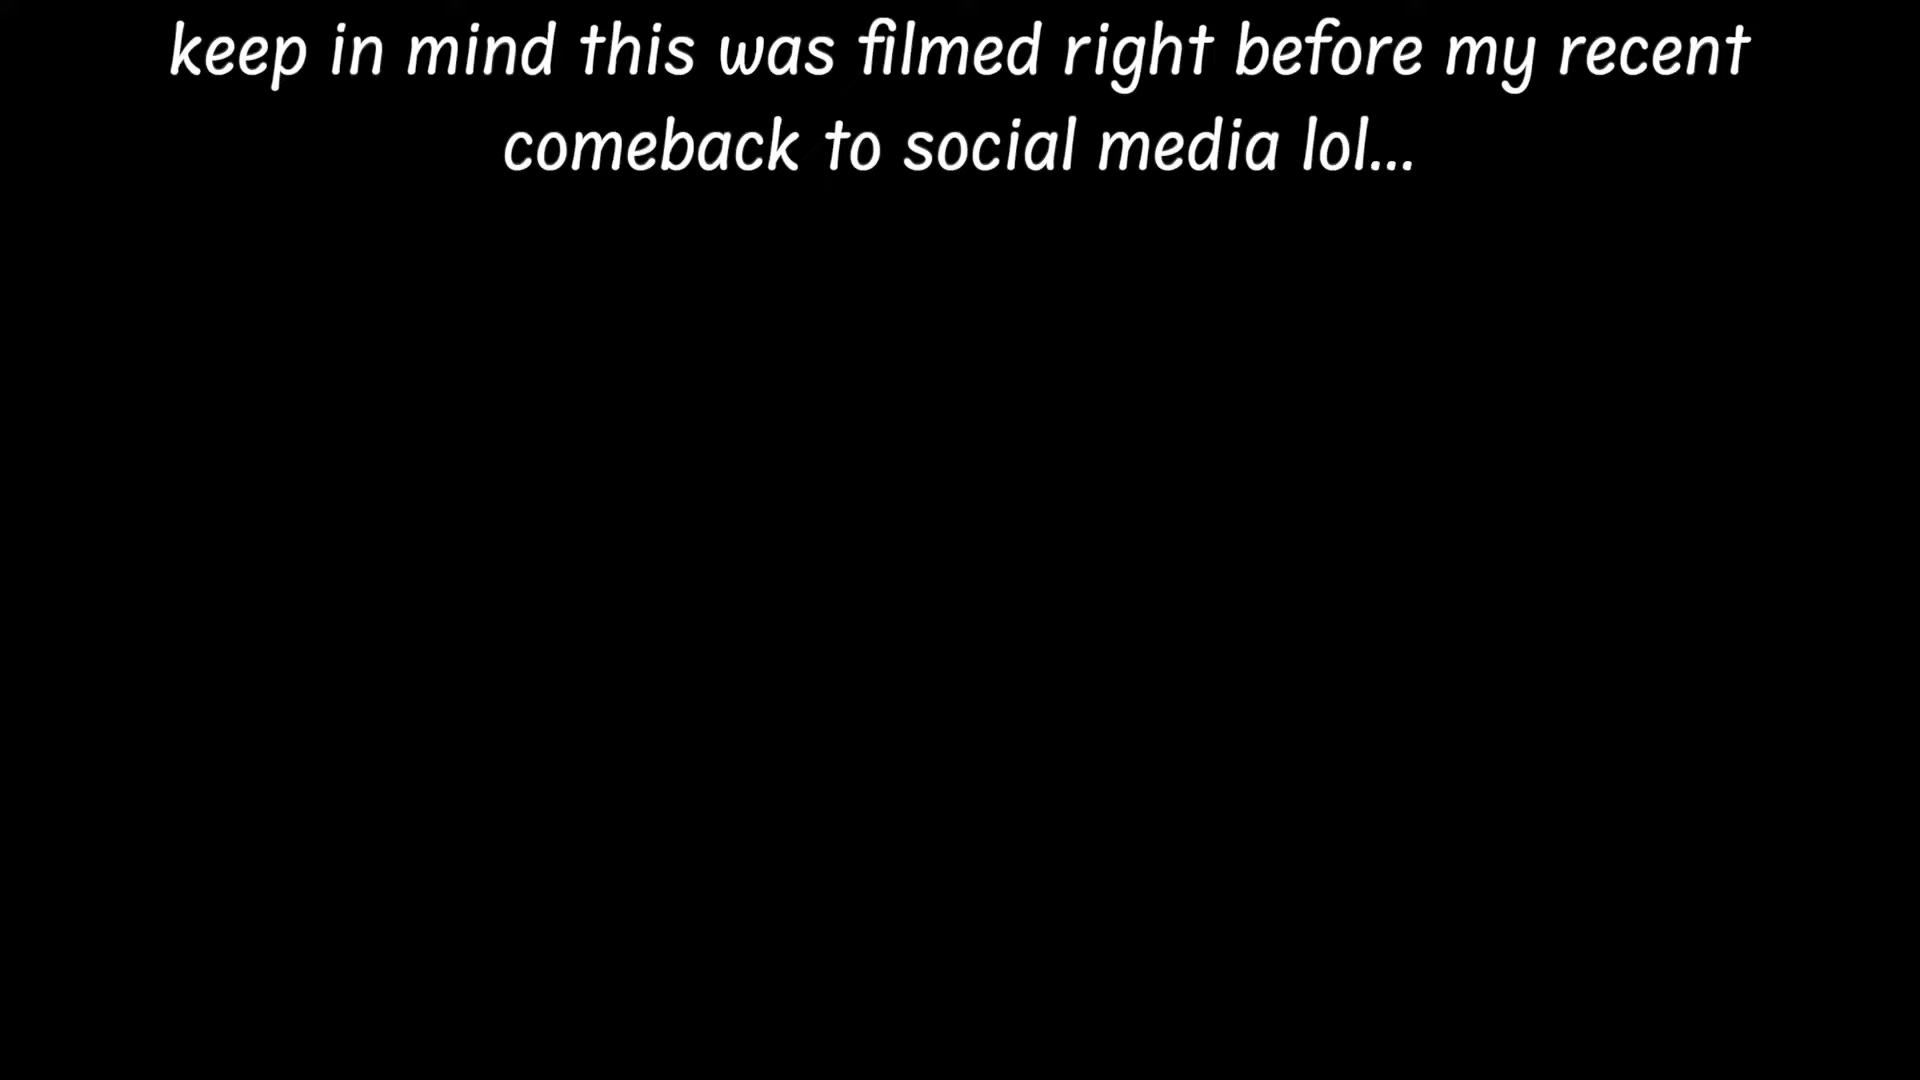 keep in mind this was filmed right before my recent
comeback to social media lol...